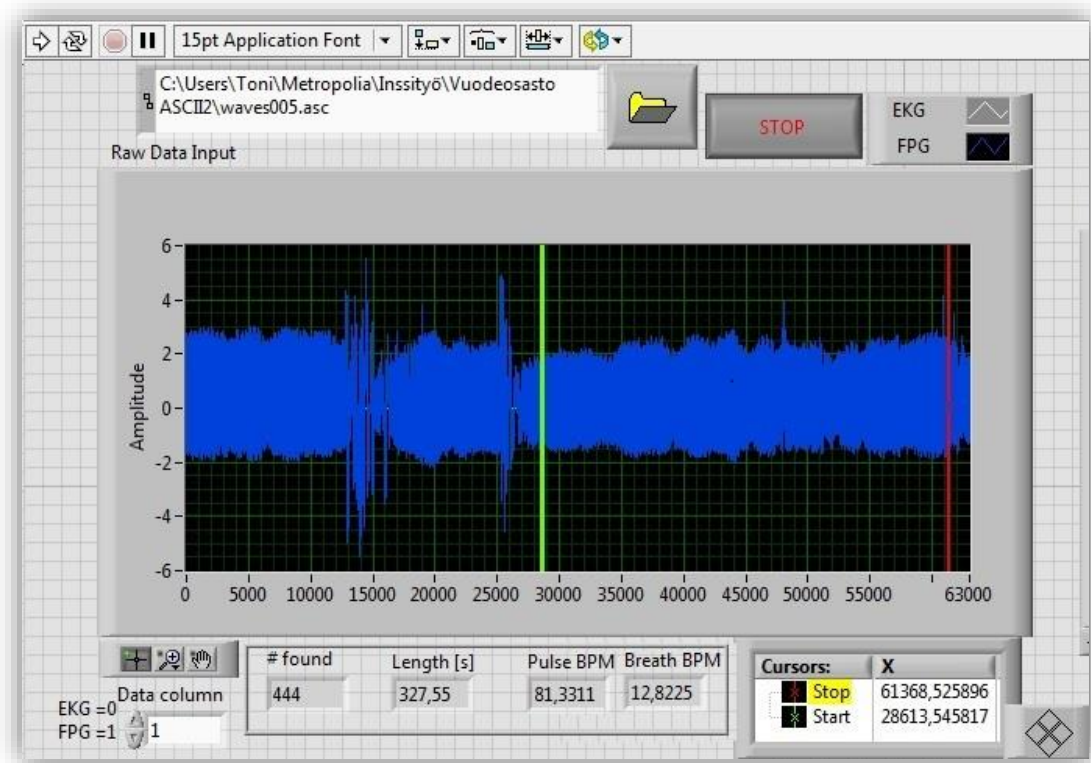 15pt Application Font
C:\Users\Toni\Metropolia\Inssityö\Vuodeosasto
ASCII2\waves005.asc
STOP
EKG
FPG
Raw Data Input
Amplitude
6
4
2
0
-2
-4
-6
0 5000 10000 15000 20000 25000 30000 35000 40000 45000 50000 55000 63000
# found Length [s] Pulse BPM Breath BPM
444 327,55 81,3311 12,8225
Data column
EKG =0
FPG =1 1
Cursors: X
Stop 61368,525896
Start 28613,545817